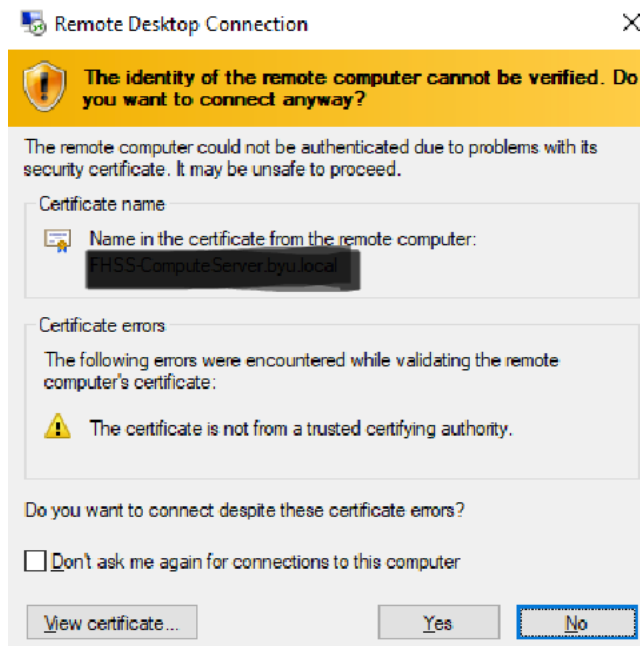 Remote Desktop Connection
The identity of the remote computer cannot be verified. Do
you want to connect anyway?
The remote computer could not be authenticated due to problems with its
security certificate. It may be unsafe to proceed.
Certificate name
Name in the certificate from the remote computer:
FHSS-ComputeServer.byu.local
Certificate errors
The following errors were encountered while validating the remote
computer's certificate:
The certificate is not from a trusted certifying authority.
Do you want to connect despite these certificate errors?
Don't ask me again for connections to this computer
View certificate... Yes No